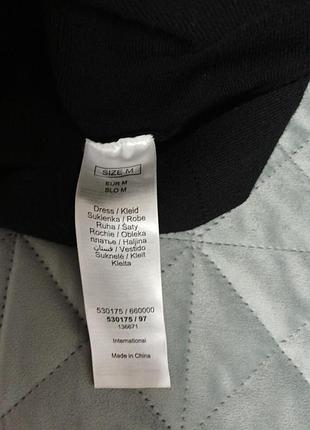 SIZE M
EUR M
SLO M
Dress / Kleid
Sukienka / Robe
Ruha / Šaty
Rochie / Obleka
платье / Haljina
فستان / Vestido
Suknelė / Kleit
Kleita
530175 / 660000
530175 / 97
136671
International
Made in China